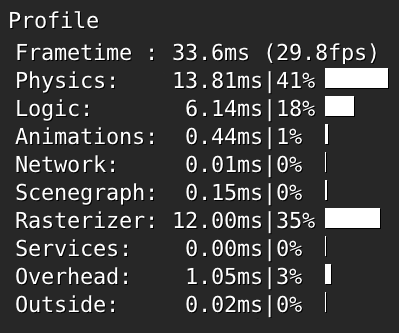 Profile
Frametime : 33.6ms (29.8fps)
Physics: 13.81ms|41%
Logic: 6.14ms|18%
Animations: 0.44ms|1%
Network: 0.01ms|0%
Scenegraph: 0.15ms|0%
Rasterizer: 12.00ms|35%
Services: 0.00ms|0%
Overhead: 1.05ms|3%
Outside: 0.02ms|0%